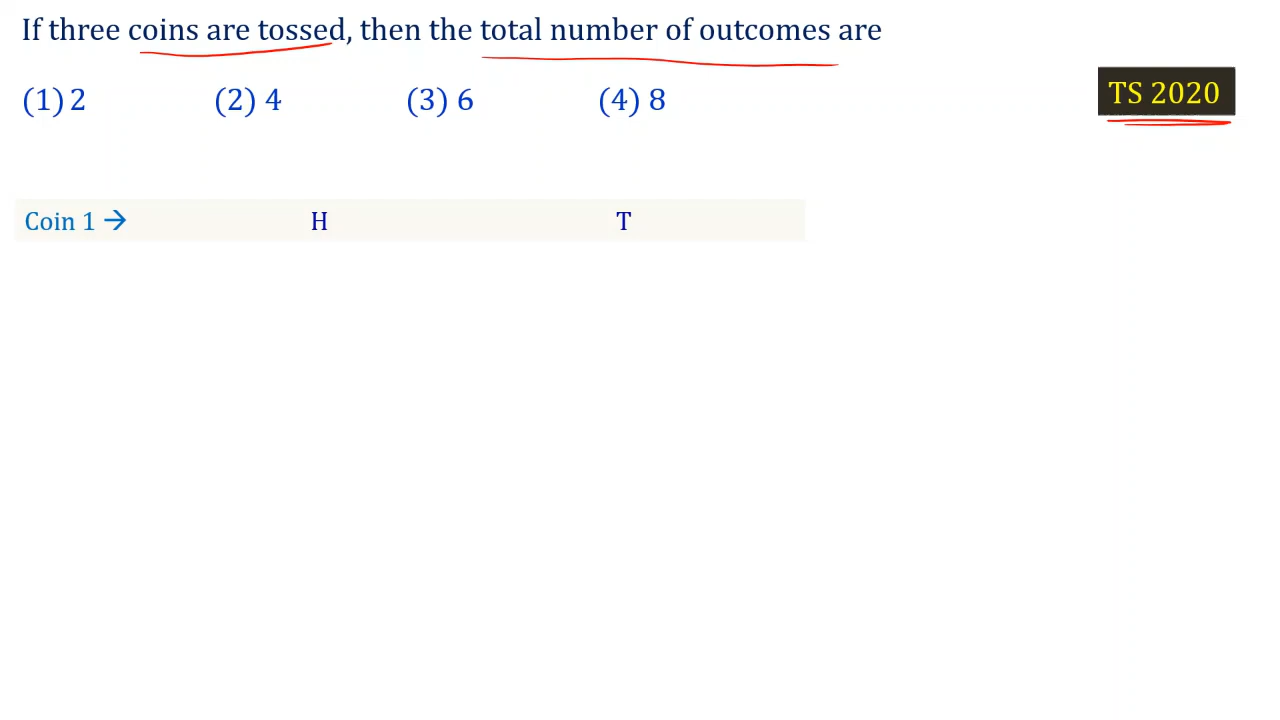 If three coins are tossed, then the total number of outcomes are
(1) 2 (2) 4 (3) 6 (4) 8
TS 2020
Coin 1 → H T